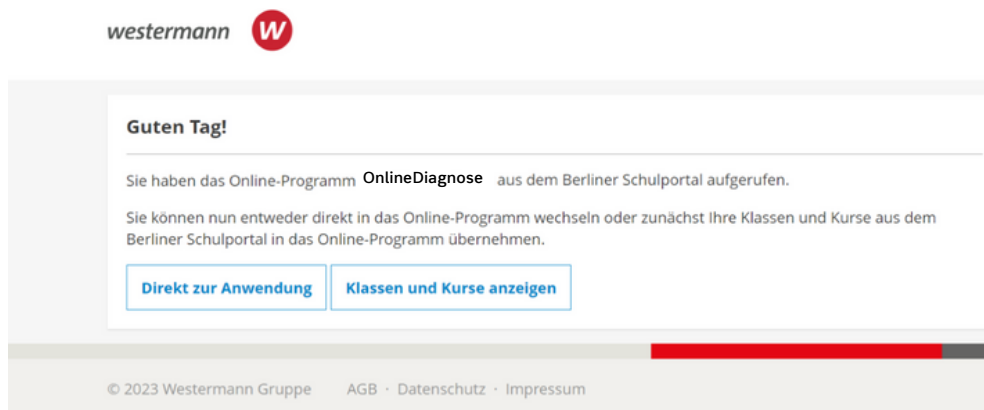 westermann W
Guten Tag!
Sie haben das Online-Programm OnlineDiagnose aus dem Berliner Schulportal aufgerufen.
Sie können nun entweder direkt in das Online-Programm wechseln oder zunächst Ihre Klassen und Kurse aus dem
Berliner Schulportal in das Online-Programm übernehmen.
Direkt zur Anwendung Klassen und Kurse anzeigen
© 2023 Westermann Gruppe AGB · Datenschutz · Impressum